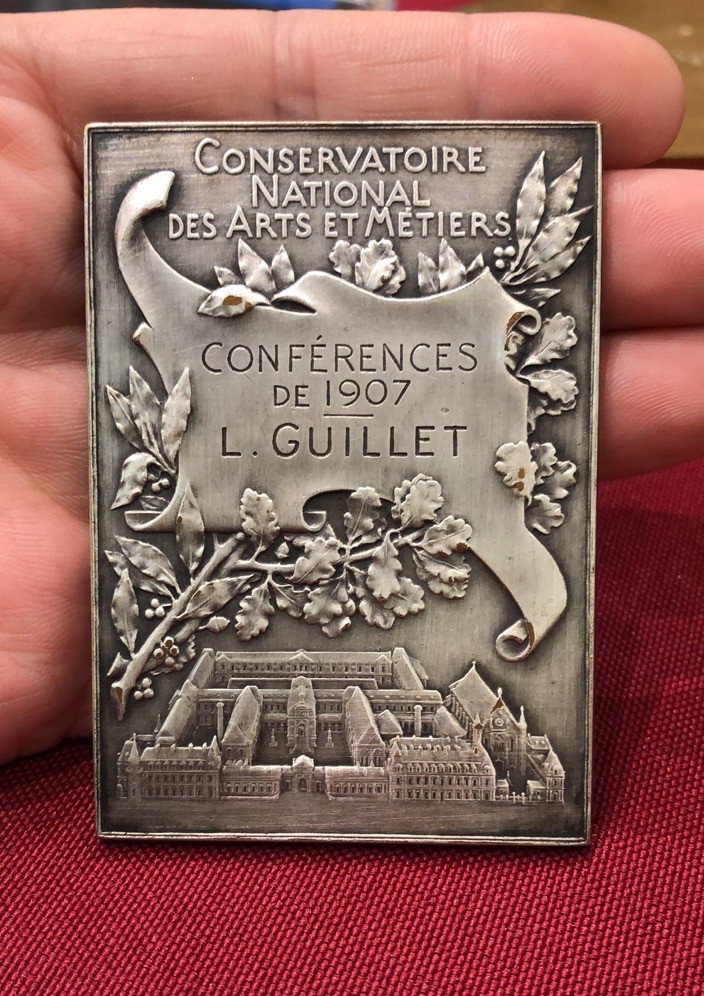 CONSERVATOIRE
NATIONAL
DES ARTS ET MÉTIERS
CONFÉRENCES
DE 1907
L. GUILLET